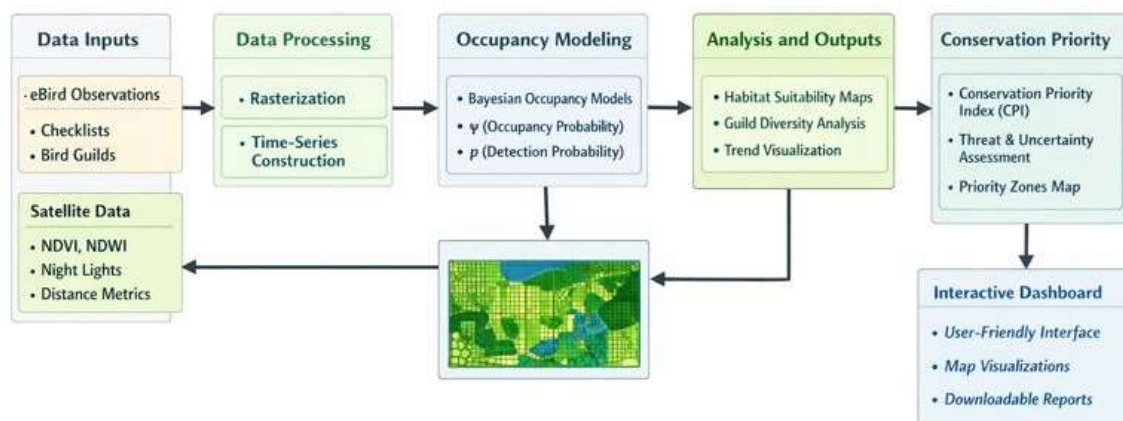 Data Inputs
eBird Observations
• Checklists
• Bird Guilds
Satellite Data
• NDVI, NDWI
• Night Lights
• Distance Metrics
Data Processing
• Rasterization
• Time-Series
Construction
Occupancy Modeling
• Bayesian Occupancy Models
• ψ (Occupancy Probability)
• p (Detection Probability)
Analysis and Outputs
• Habitat Suitability Maps
• Guild Diversity Analysis
• Trend Visualization
Conservation Priority
• Conservation Priority
Index (CPI)
• Threat & Uncertainty
Assessment
• Priority Zones Map
Interactive Dashboard
• User-Friendly Interface
• Map Visualizations
• Downloadable Reports